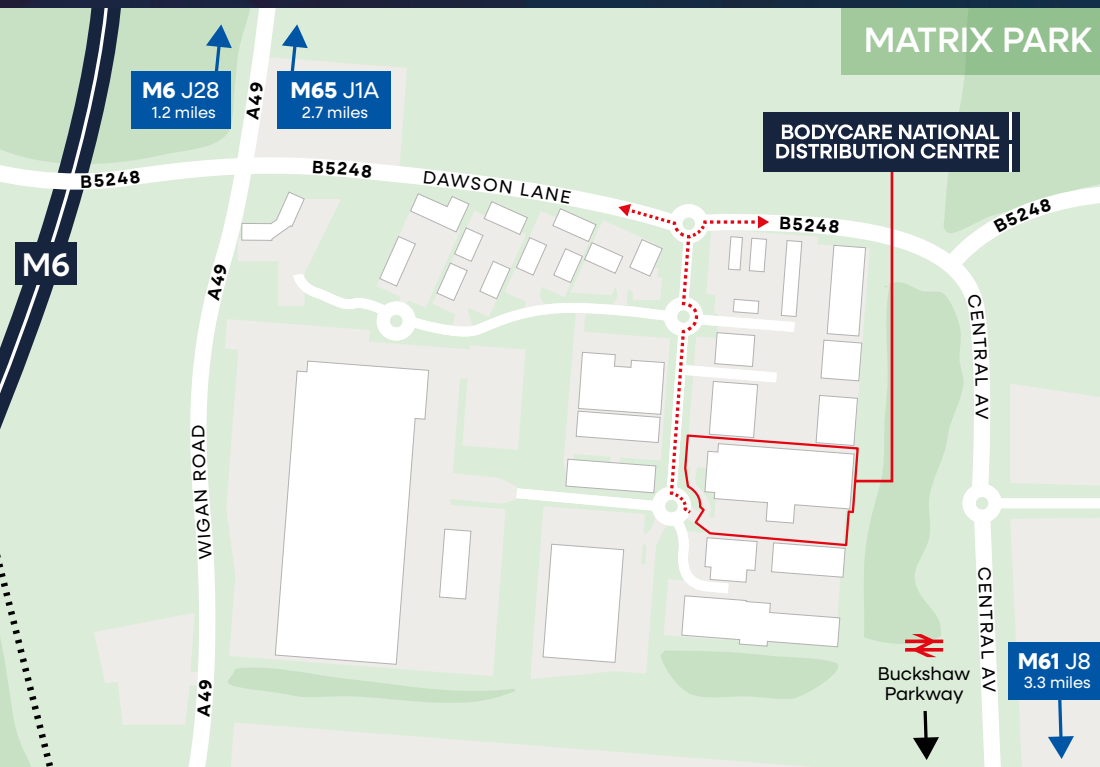 MATRIX PARK
M6 J28
1.2 miles
A49
M65 J1A
2.7 miles
BODYCARE NATIONAL
DISTRIBUTION CENTRE
B5248
B5248
DAWSON LANE
B5248
B5248
M6
A49
CENTRAL AV
WIGAN ROAD
CENTRAL AV
Buckshaw
Parkway
M61 J8
3.3 miles
A49